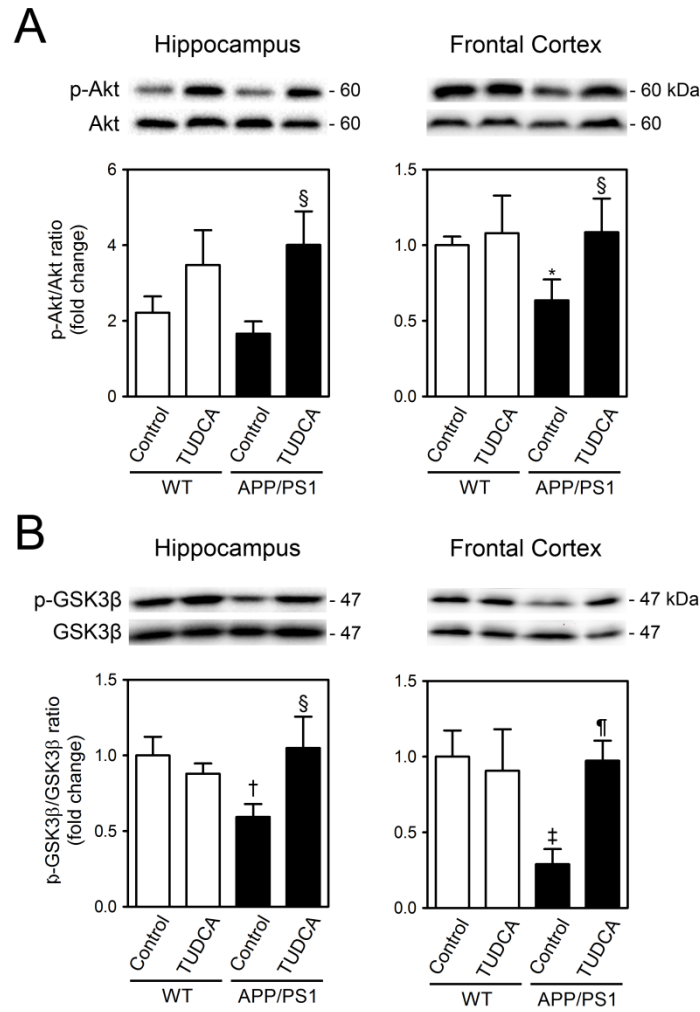 A
Hippocampus
Frontal Cortex
p-Akt
- 60
- 60 kDa
Akt
- 60
- 60
p-Akt/Akt ratio
(fold change)
6
4
2
0
§
Control
TUDCA
Control
TUDCA
WT
APP/PS1
1.5
1.0
0.5
0.0
*
§
Control
TUDCA
Control
TUDCA
WT
APP/PS1
B
Hippocampus
Frontal Cortex
p-GSK3β
- 47
- 47 kDa
GSK3β
- 47
- 47
p-GSK3β/GSK3β ratio
(fold change)
1.5
1.0
0.5
0.0
†
§
Control
TUDCA
Control
TUDCA
WT
APP/PS1
1.5
1.0
0.5
0.0
‡
¶
Control
TUDCA
Control
TUDCA
WT
APP/PS1